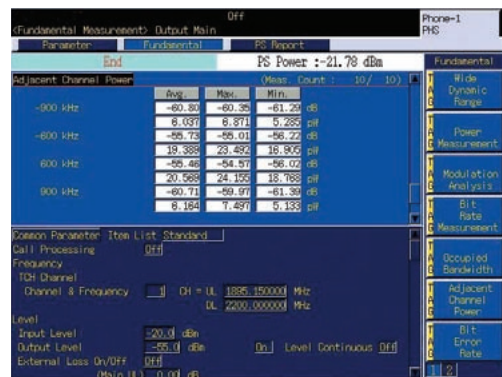 Off
<Fundamental Measurement> Output Main
Phone-1
PHS
Parameter Fundamental PS Report
End PS Power :-21.78 dBm
Fundamental
Adjacent Channel Power (Meas. Count : 10/ 10)
Avg. Max. Min.
-900 kHz -60.80 -60.35 -61.29 dB
6.037 6.871 5.285 pW
-600 kHz -55.73 -55.01 -56.22 dB
19.388 23.492 16.905 pW
600 kHz -55.46 -54.57 -56.02 dB
20.568 24.155 18.768 pW
900 kHz -60.71 -59.97 -61.39 dB
6.164 7.497 5.133 pW
Wide
Dynamic
Range
Power
Measurement
Modulation
Analysis
Bit
Rate
Measurement
Occupied
Bandwidth
Adjacent
Channel
Power
Bit
Error
Rate
1 2
Common Parameter Item List Standard
Call Processing Off
Frequency
TCH Channel
Channel & Frequency 1 CH = UL 1895.150000 MHz
DL 2200.000000 MHz
Level
Input Level -20.0 dBm
Output Level -55.0 dBm On Level Continuous Off
External Loss On/Off Off
(Main UL) 0.00 dB